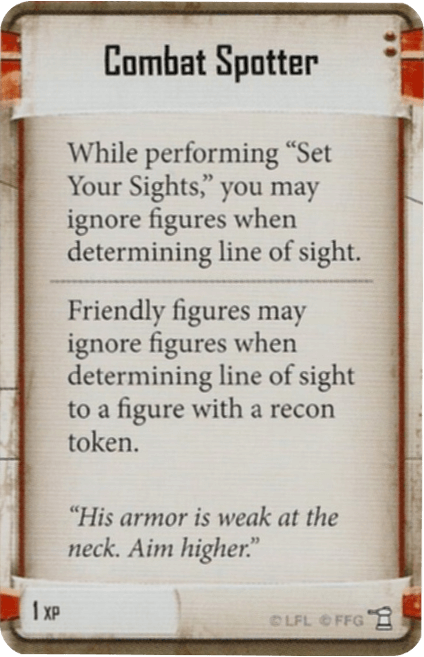 Combat Spotter
While performing “Set
Your Sights,” you may
ignore figures when
determining line of sight.
Friendly figures may
ignore figures when
determining line of sight
to a figure with a recon
token.
“His armor is weak at the
neck. Aim higher.”
1 XP
© LFL © FFG